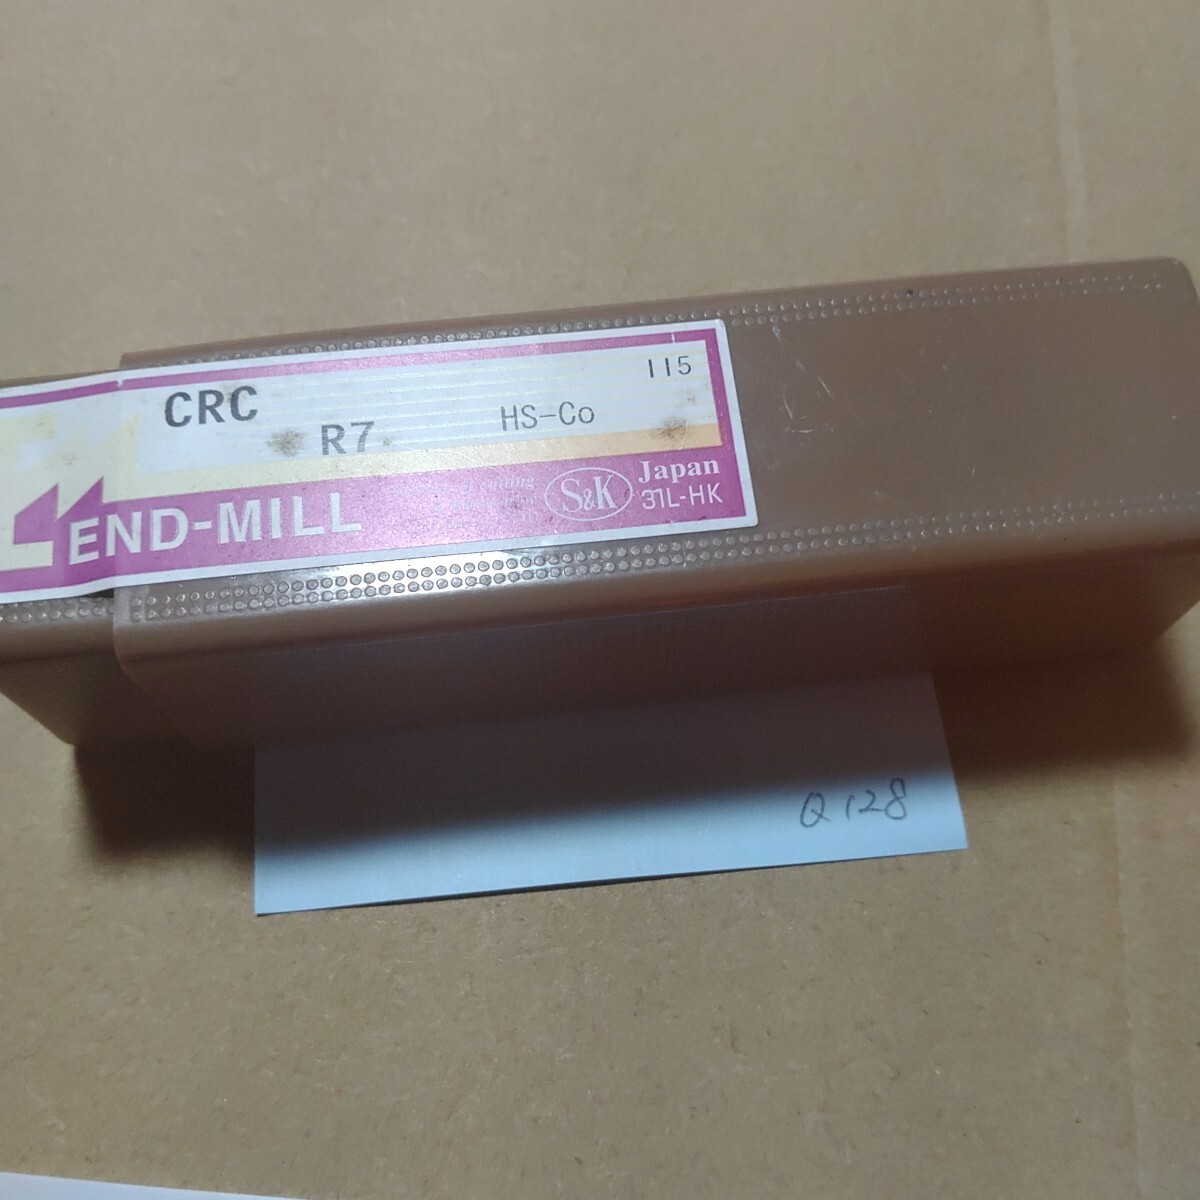 CRC
115
R7
HS-Co
END-MILL
S&K
Japan
31L-HK
Q128